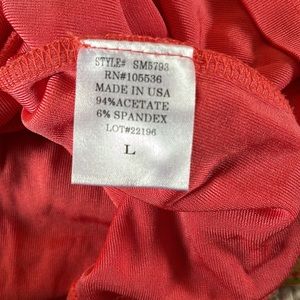 STYLE# SM5793
RN#105536
MADE IN USA
94%ACETATE
6% SPANDEX
LOT#22196
L